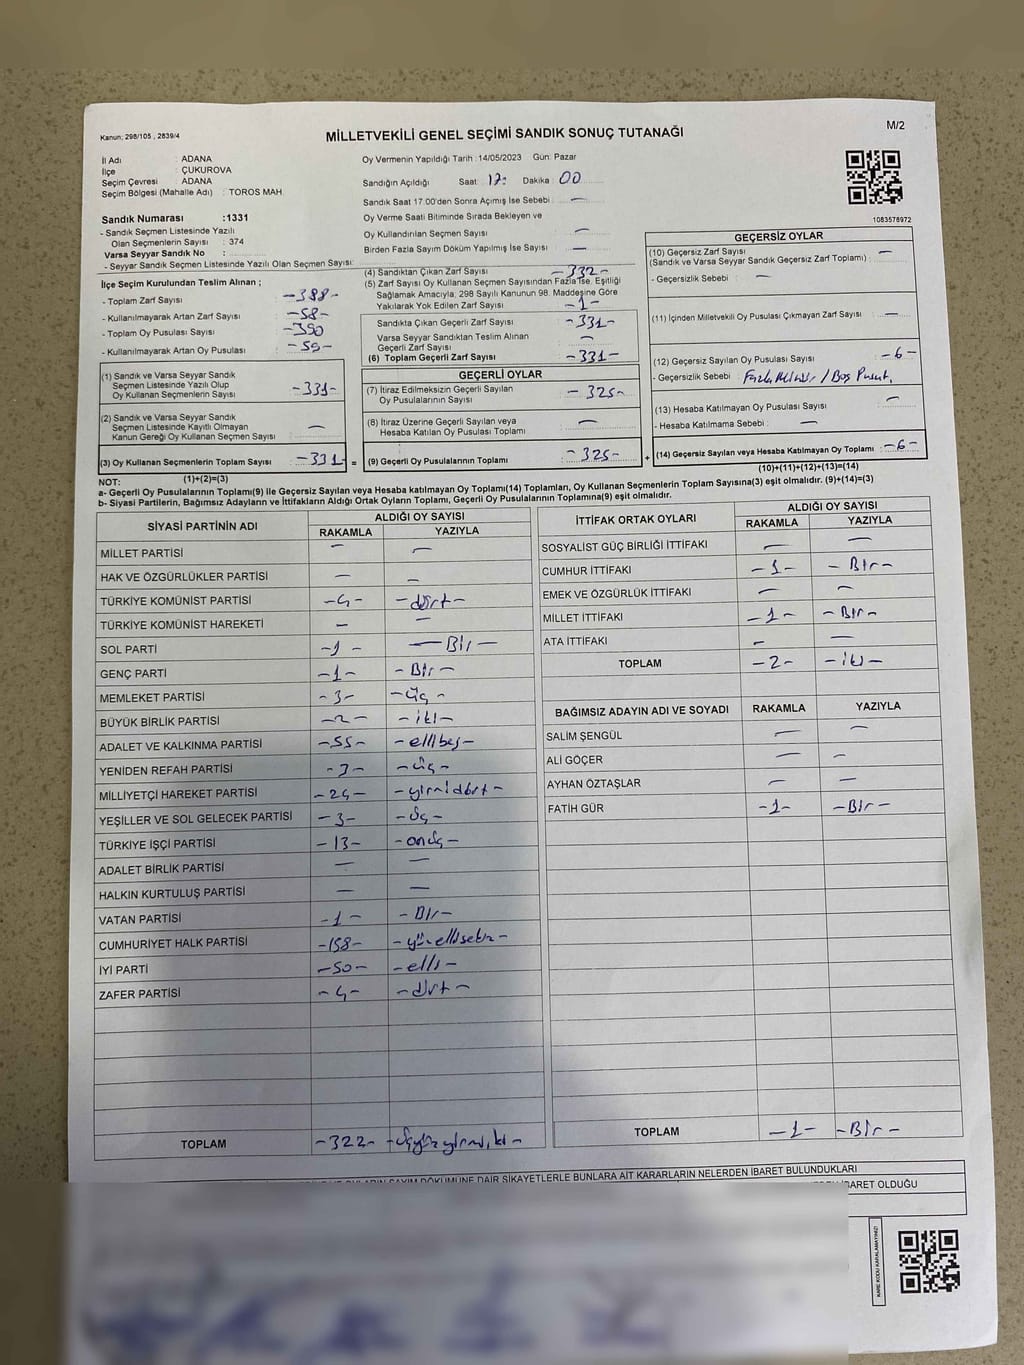 Kanun: 298/105 , 2839/4
MİLLETVEKİLİ GENEL SEÇİMİ SANDIK SONUÇ TUTANAĞI
M/2
İl Adı : ADANA
İlçe : ÇUKUROVA
Seçim Çevresi : ADANA
Seçim Bölgesi (Mahalle Adı) : TOROS MAH
Sandık Numarası :1331
- Sandık Seçmen Listesinde Yazılı
Olan Seçmenlerin Sayısı : 374
Varsa Seyyar Sandık No :
- Seyyar Sandık Seçmen Listesinde Yazılı Olan Seçmen Sayısı:
Oy Vermenin Yapıldığı Tarih : 14/05/2023 Gün: Pazar
Sandığın Açıldığı Saat : 17: Dakika : 00
Sandık Saat 17.00'den Sonra Açımış İse Sebebi : —
Oy Verme Saati Bitiminde Sırada Bekleyen ve
Oy Kullandırılan Seçmen Sayısı : —
Birden Fazla Sayım Döküm Yapılmış İse Sayısı : —
1083578972
İlçe Seçim Kurulundan Teslim Alınan ;
- Toplam Zarf Sayısı : -388-
- Kullanılmayarak Artan Zarf Sayısı : -58-
- Toplam Oy Pusulası Sayısı : -390
- Kullanılmayarak Artan Oy Pusulası : -59-
(1) Sandık ve Varsa Seyyar Sandık
Seçmen Listesinde Yazılı Olup
Oy Kullanan Seçmenlerin Sayısı : -331-
(2) Sandık ve Varsa Seyyar Sandık
Seçmen Listesinde Kayıtlı Olmayan
Kanun Gereği Oy Kullanan Seçmen Sayısı : —
(3) Oy Kullanan Seçmenlerin Toplam Sayısı : -331- =
(4) Sandıktan Çıkan Zarf Sayısı : -332-
(5) Zarf Sayısı Oy Kullanan Seçmen Sayısından Fazla İse, Eşitliği
Sağlamak Amacıyla; 298 Sayılı Kanunun 98. Maddesine Göre
Yakılarak Yok Edilen Zarf Sayısı : -1-
Sandıkta Çıkan Geçerli Zarf Sayısı : -331-
Varsa Seyyar Sandıktan Teslim Alınan
Geçerli Zarf Sayısı : —
(6) Toplam Geçerli Zarf Sayısı : -331-
GEÇERLİ OYLAR
(7) İtiraz Edilmeksizin Geçerli Sayılan
Oy Pusulalarının Sayısı : -325-
(8) İtiraz Üzerine Geçerli Sayılan veya
Hesaba Katılan Oy Pusulası Toplamı : —
(9) Geçerli Oy Pusulalarının Toplamı : -325- +
GEÇERSİZ OYLAR
(10) Geçersiz Zarf Sayısı
(Sandık ve Varsa Seyyar Sandık Geçersiz Zarf Toplamı) : —
- Geçersizlik Sebebi : —
(11) İçinden Milletvekili Oy Pusulası Çıkmayan Zarf Sayısı : —
(12) Geçersiz Sayılan Oy Pusulası Sayısı : -6-
- Geçersizlik Sebebi : / Boş Pusul.
(13) Hesaba Katılmayan Oy Pusulası Sayısı : —
- Hesaba Katılmama Sebebi : —
(14) Geçersiz Sayılan veya Hesaba Katılmayan Oy Toplamı : -6-
NOT: (1)+(2)=(3) (10)+(11)+(12)+(13)=(14)
a- Geçerli Oy Pusulalarının Toplamı(9) ile Geçersiz Sayılan veya Hesaba katılmayan Oy Toplamı(14) Toplamları, Oy Kullanan Seçmenlerin Toplam Sayısına(3) eşit olmalıdır. (9)+(14)=(3)
b- Siyasi Partilerin, Bağımsız Adayların ve İttifakların Aldığı Ortak Oyların Toplamı, Geçerli Oy Pusulalarının Toplamına(9) eşit olmalıdır.
SİYASİ PARTİNİN ADI ALDIĞI OY SAYISI
RAKAMLA YAZIYLA
MİLLET PARTİSİ — —
HAK VE ÖZGÜRLÜKLER PARTİSİ — —
TÜRKİYE KOMÜNİST PARTİSİ -4- -dört-
TÜRKİYE KOMÜNİST HAREKETİ — —
SOL PARTİ -1- -Bir-
GENÇ PARTİ -1- -Bir-
MEMLEKET PARTİSİ -3- -üç-
BÜYÜK BİRLİK PARTİSİ -2- -iki-
ADALET VE KALKINMA PARTİSİ -55- -ellibeş-
YENİDEN REFAH PARTİSİ -3- -üç-
MİLLİYETÇİ HAREKET PARTİSİ -24- -yirmidört-
YEŞİLLER VE SOL GELECEK PARTİSİ -3- -üç-
TÜRKİYE İŞÇİ PARTİSİ -13- -onüç-
ADALET BİRLİK PARTİSİ — —
HALKIN KURTULUŞ PARTİSİ — —
VATAN PARTİSİ -1- -Bir-
CUMHURİYET HALK PARTİSİ -158- -yüzellisekiz-
İYİ PARTİ -50- -elli-
ZAFER PARTİSİ -4- -dört-
TOPLAM -322- -üçyüzyirmiiki-
İTTİFAK ORTAK OYLARI ALDIĞI OY SAYISI
RAKAMLA YAZIYLA
SOSYALİST GÜÇ BİRLİĞİ İTTİFAKI — —
CUMHUR İTTİFAKI -1- -Bir-
EMEK VE ÖZGÜRLÜK İTTİFAKI — —
MİLLET İTTİFAKI -1- -Bir-
ATA İTTİFAKI — —
TOPLAM -2- -iki-
BAĞIMSIZ ADAYIN ADI VE SOYADI RAKAMLA YAZIYLA
SALİM ŞENGÜL — —
ALİ GÖÇER — —
AYHAN ÖZTAŞLAR — —
FATİH GÜR -1- -Bir-
TOPLAM -1- -Bir-
OYLARIN SAYIM DÖKÜMÜNE DAİR ŞİKAYETLERLE BUNLARA AİT KARARLARIN NELERDEN İBARET BULUNDUKLARI
İBARET OLDUĞU
KARE KODU KARALAMAYINIZ!